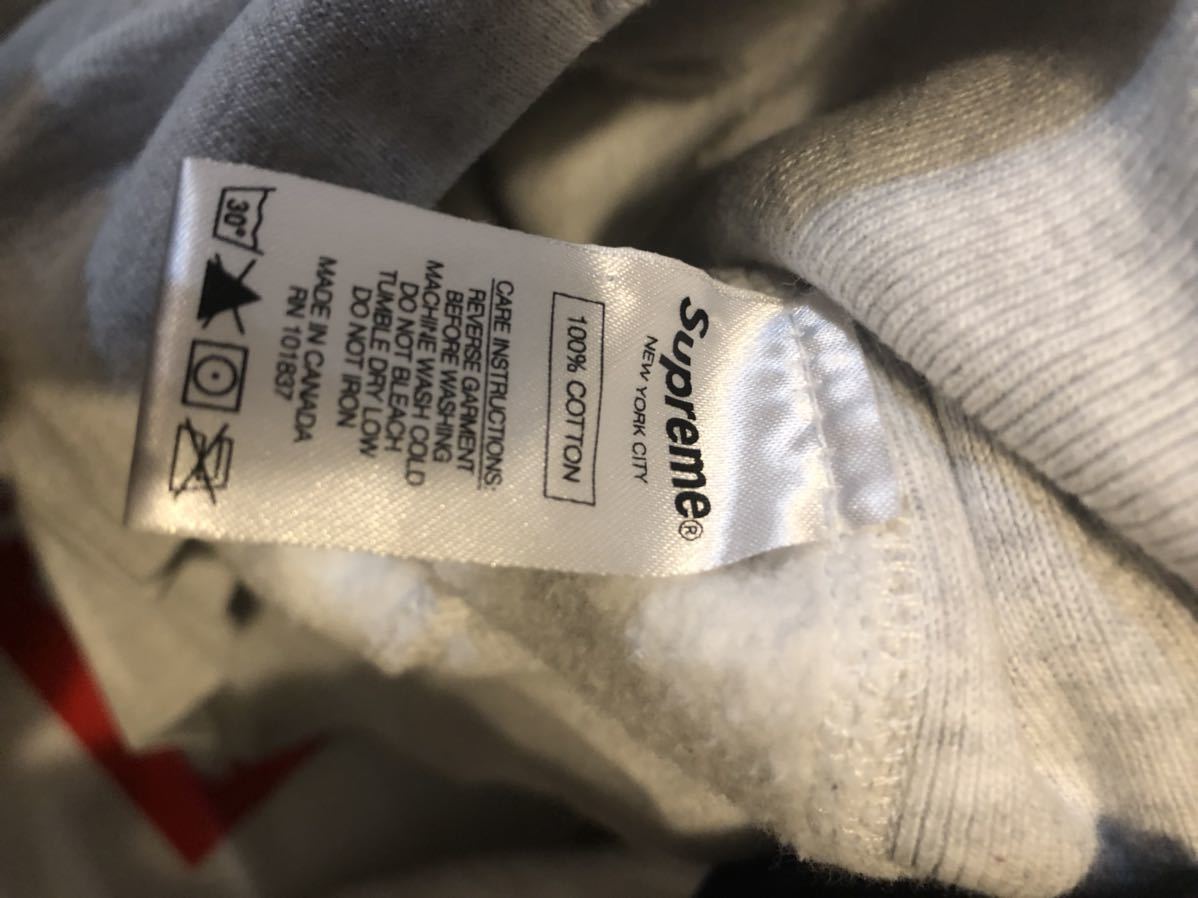 Supreme®
NEW YORK CITY
100% COTTON
CARE INSTRUCTIONS:
REVERSE GARMENT
BEFORE WASHING
MACHINE WASH COLD
DO NOT BLEACH
TUMBLE DRY LOW
DO NOT IRON
MADE IN CANADA
RN 101837
30°